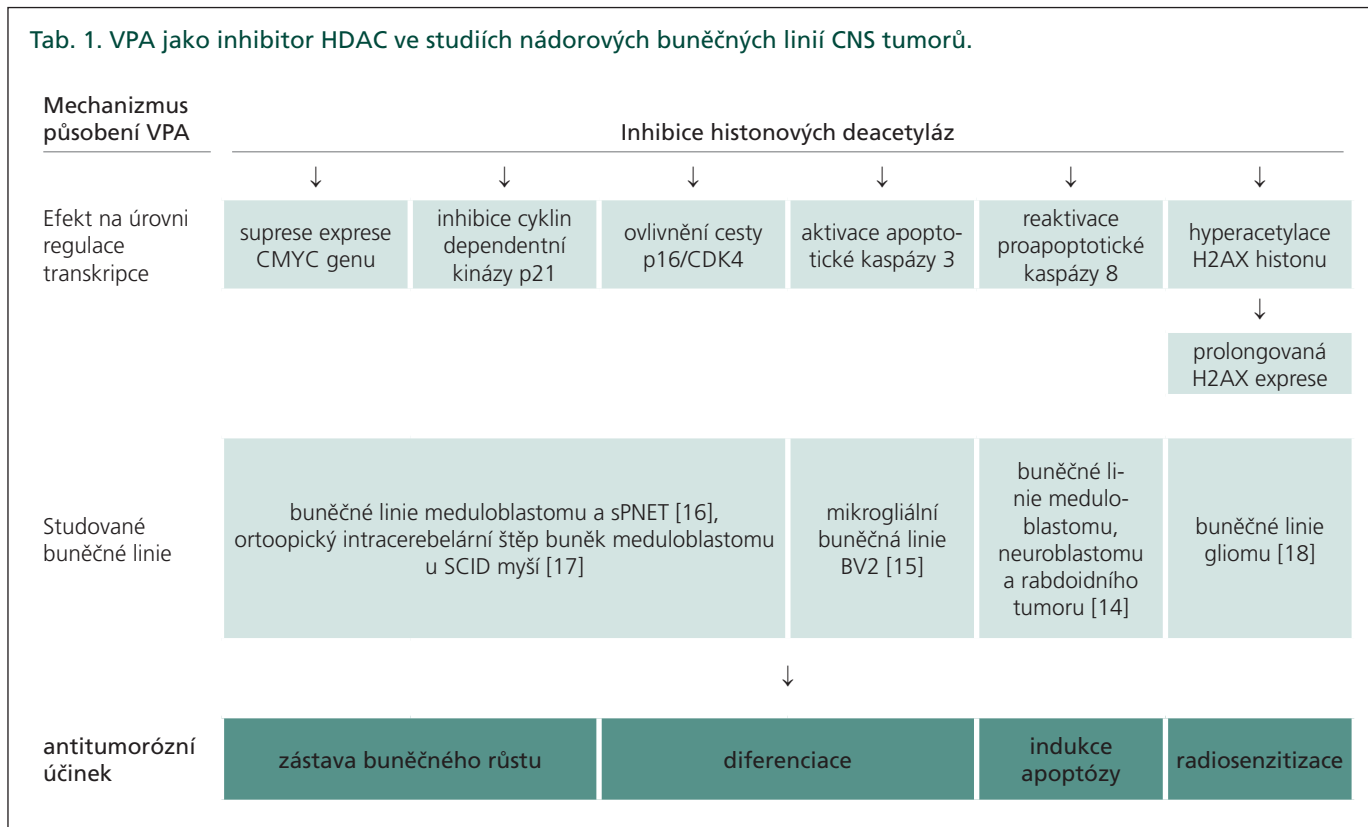 Tab. 1. VPA jako inhibitor HDAC ve studiích nádorových buněčných linií CNS tumorů.
Mechanizmus
působení VPA
Inhibice histonových deacetyláz
↓ ↓ ↓ ↓ ↓ ↓
Efekt na úrovni
regulace
transkripce
suprese exprese
CMYC genu
inhibice cyklin
dependentní
kinázy p21
ovlivnění cesty
p16/CDK4
aktivace apopto-
tické kaspázy 3
reaktivace
proapoptotické
kaspázy 8
hyperacetylace
H2AX histonu
↓
prolongovaná
H2AX exprese
Studované
buněčné linie
buněčné linie meduloblastomu a sPNET [16],
ortoopický intracerebelární štěp buněk meduloblastomu
u SCID myší [17]
mikrogliální
buněčná linie
BV2 [15]
buněčné li-
nie medulo-
blastomu,
neuroblastomu
a rabdoidního
tumoru [14]
buněčné linie
gliomu [18]
↓
antitumorózní
účinek
zástava buněčného růstu
diferenciace
indukce
apoptózy
radiosenzitizace